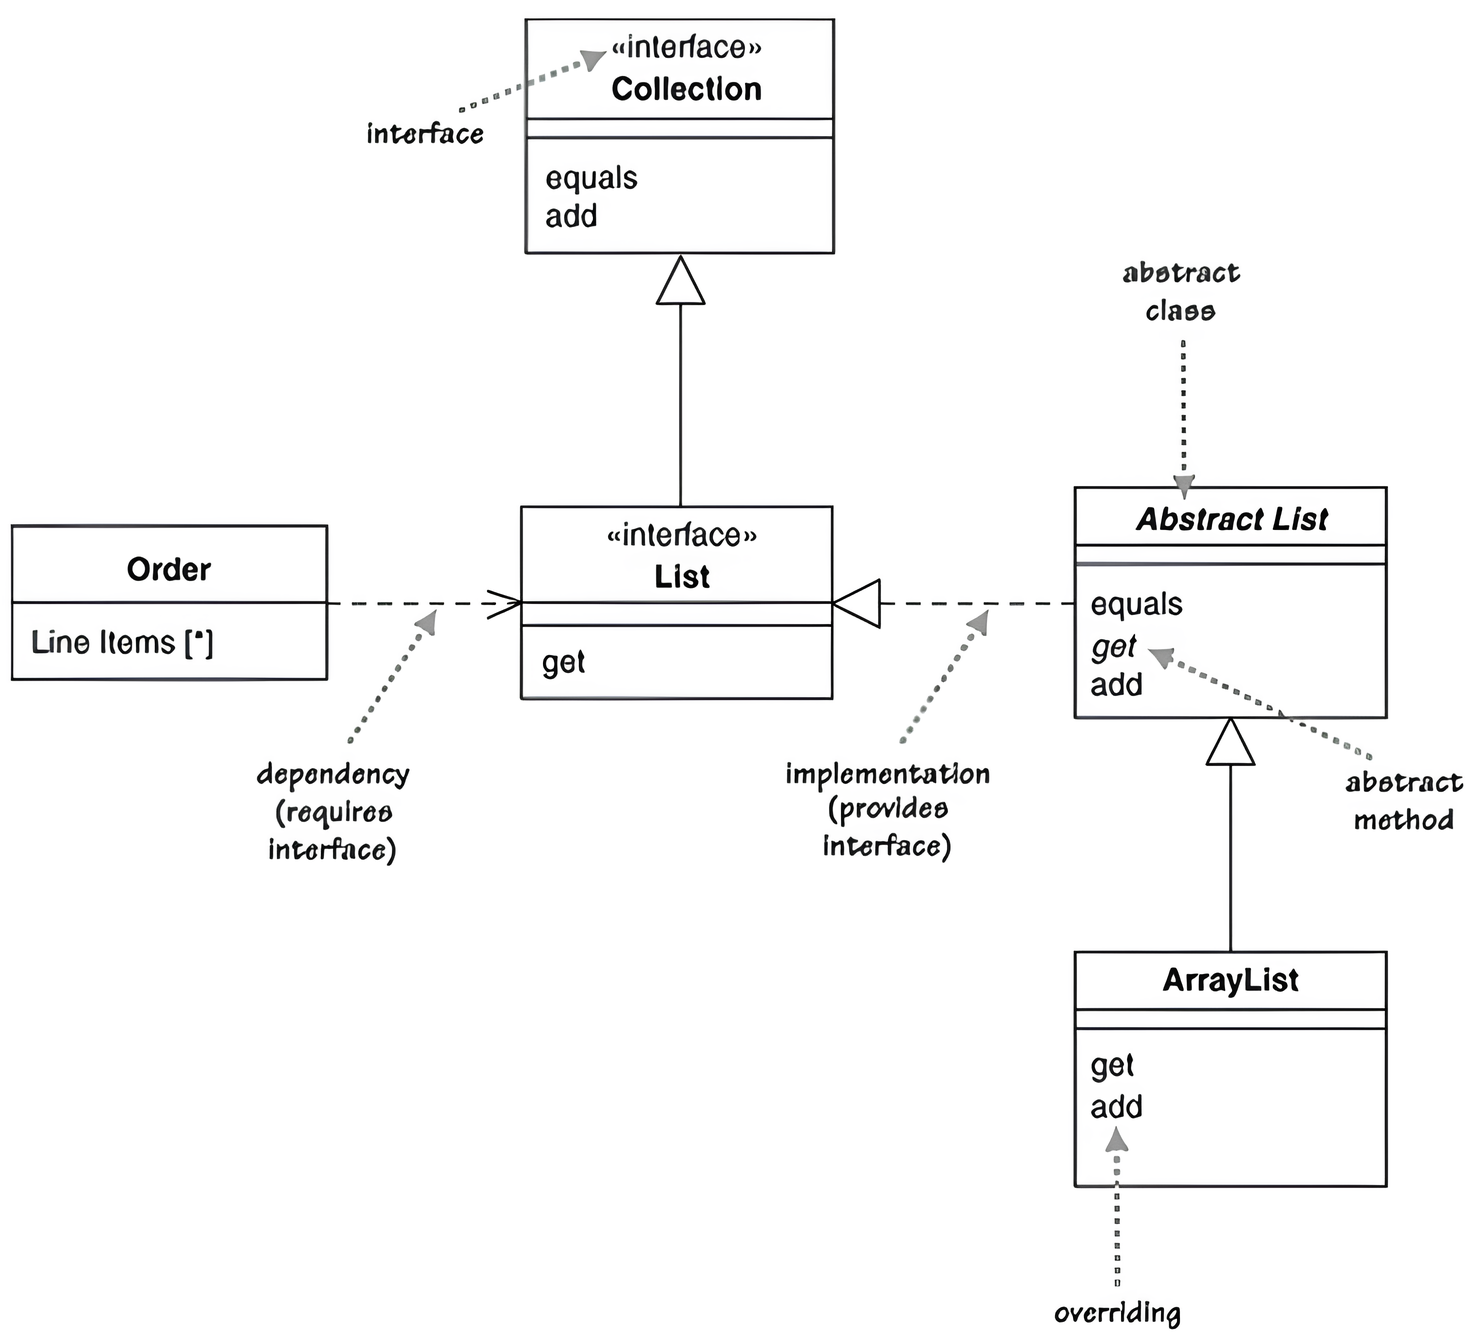 «interface»
Collection
interface
equals
add
abstract
class
Order
Line Items [*]
«interface»
List
get
Abstract List
equals
get
add
dependency
(requires
interface)
implementation
(provides
interface)
abstract
method
ArrayList
get
add
overriding